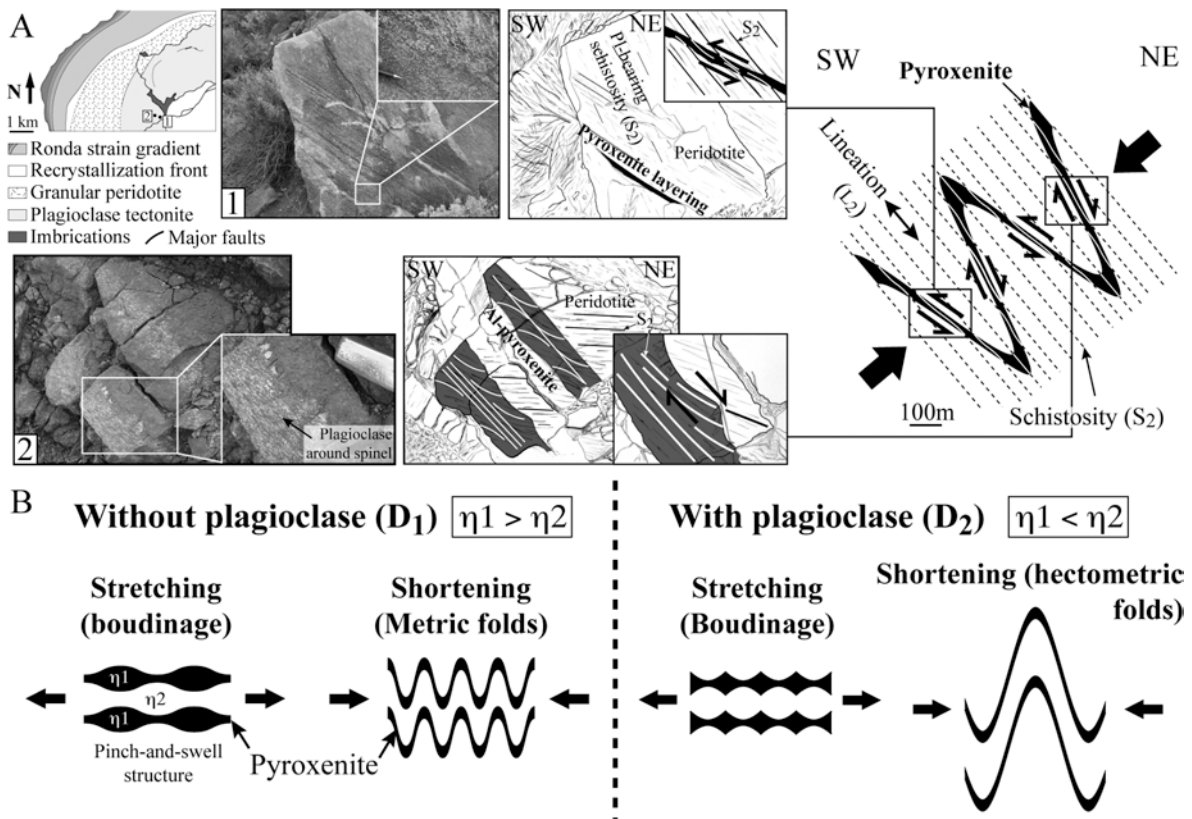 A
N
1 km
2
1
Ronda strain gradient
Recrystallization front
Granular peridotite
Plagioclase tectonite
Imbrications
Major faults
1
SW
NE
S2
Pl-bearing
schistosity (S2)
Peridotite
Pyroxenite layering
2
Plagioclase
around spinel
SW
NE
Peridotite
Al-pyroxenite
SW
NE
Pyroxenite
Lineation
(L2)
100m
Schistosity (S2)
B
Without plagioclase (D1)
η1 > η2
Stretching
(boudinage)
η1
η2
η1
Pinch-and-swell
structure
Shortening
(Metric folds)
Pyroxenite
With plagioclase (D2)
η1 < η2
Stretching
(Boudinage)
Shortening (hectometric
folds)